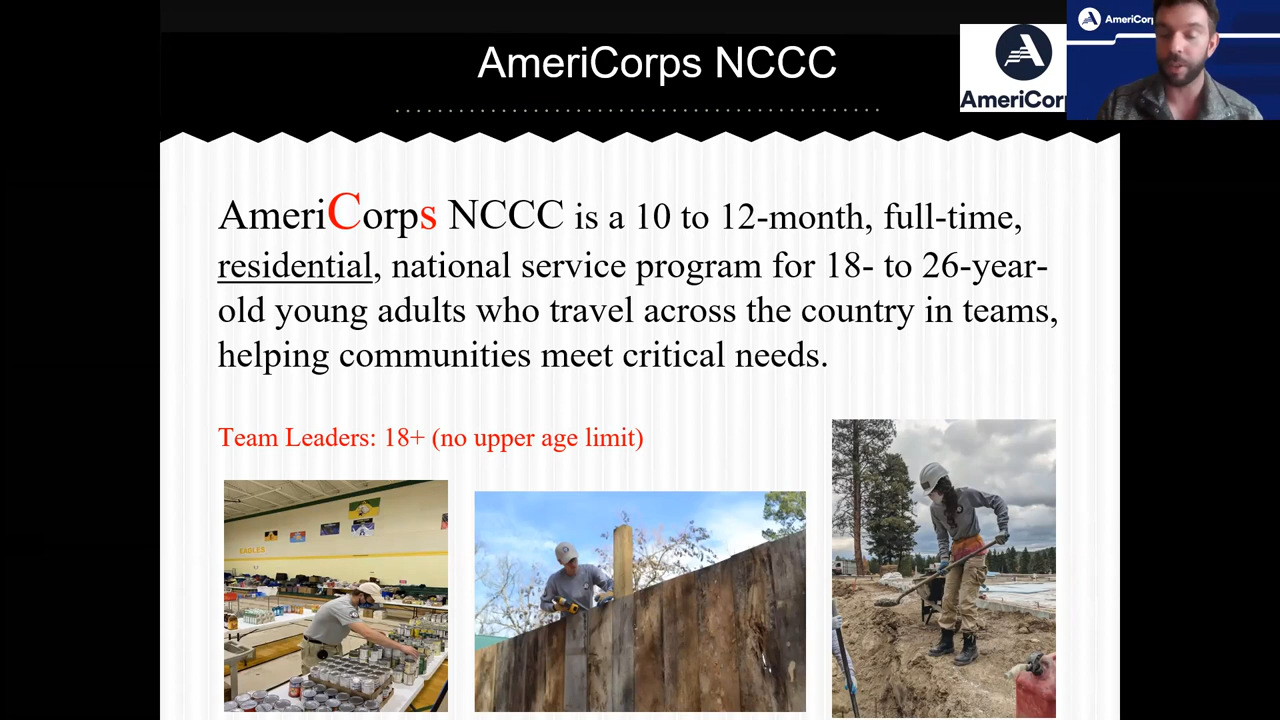 AmeriCorps NCCC
AmeriCor
AmeriCorp
AmeriCorps NCCC is a 10 to 12-month, full-time,
residential, national service program for 18- to 26-year-
old young adults who travel across the country in teams,
helping communities meet critical needs.
Team Leaders: 18+ (no upper age limit)
EAGLES